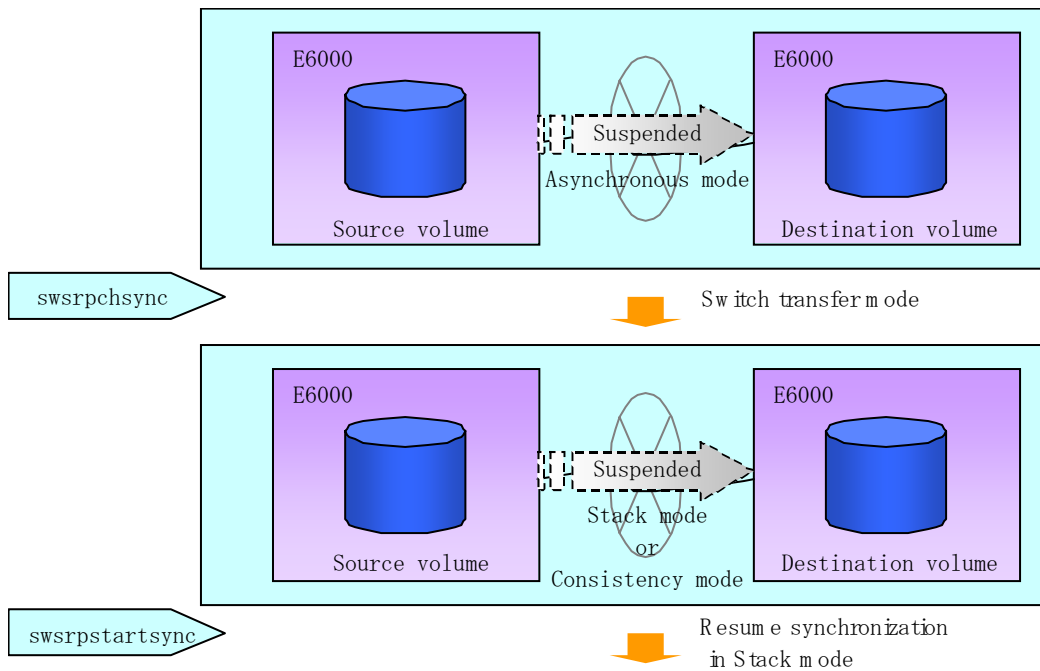 E6000
E6000
Suspended
Asynchronous mode
Source volume
Destination volume
swsrpchsync
Switch transfer mode
E6000
E6000
Suspended
Stack mode
or
Consistency mode
Source volume
Destination volume
swsrpstartsync
Resume synchronization
in Stack mode